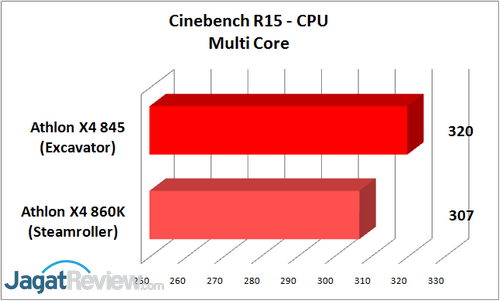 Cinebench R15 - CPU
Multi Core
Athlon X4 845
(Excavator)
320
Athlon X4 860K
(Steamroller)
307
250 260 270 280 290 300 310 320 330
JagatReview.com